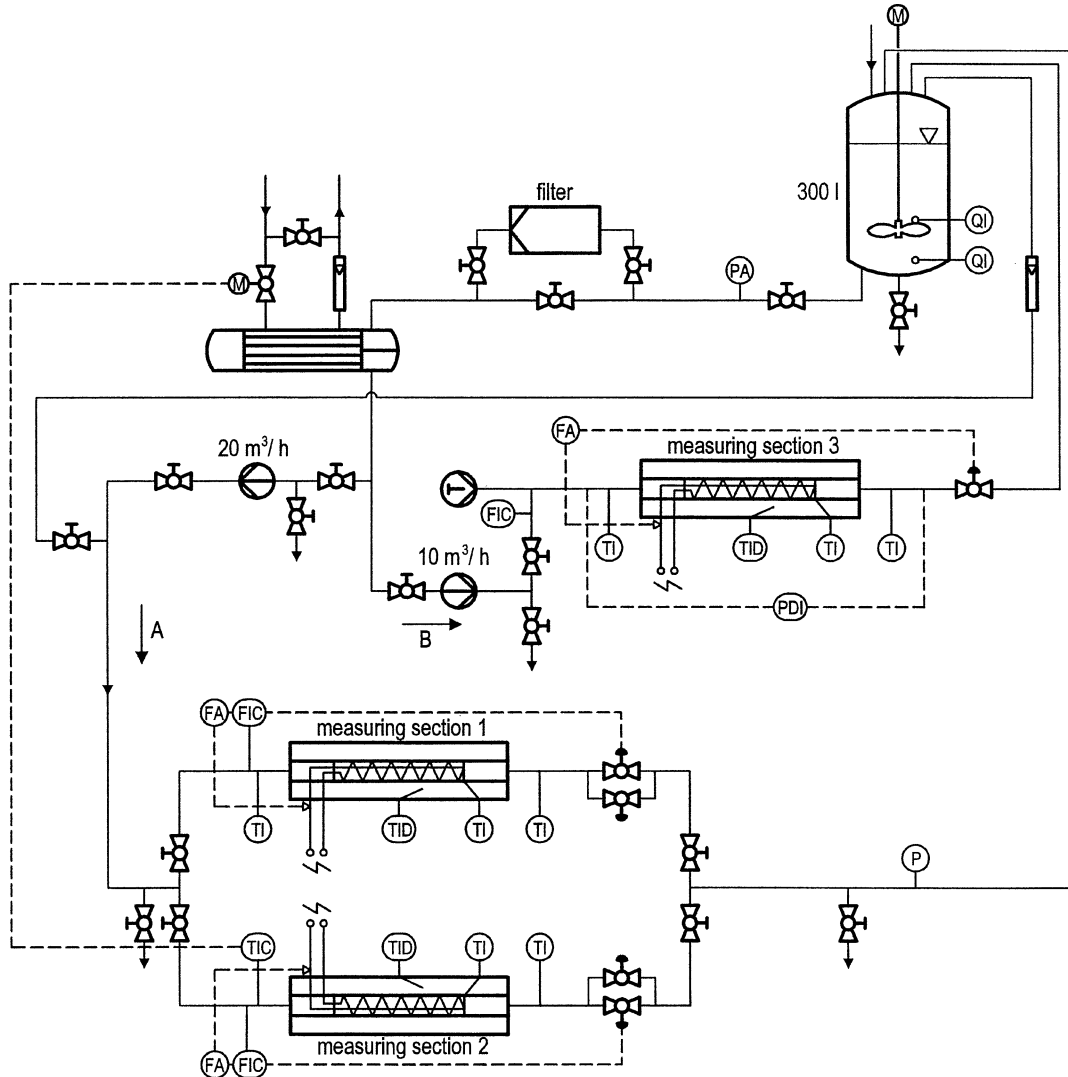 M
filter
300 l
QI
QI
PA
M
FA
measuring section 3
20 m³/ h
FIC
TI
TID
TI
TI
10 m³/ h
PDI
A
B
FA
FIC
measuring section 1
TI
TID
TI
TI
P
TIC
TID
TI
TI
measuring section 2
FA
FIC